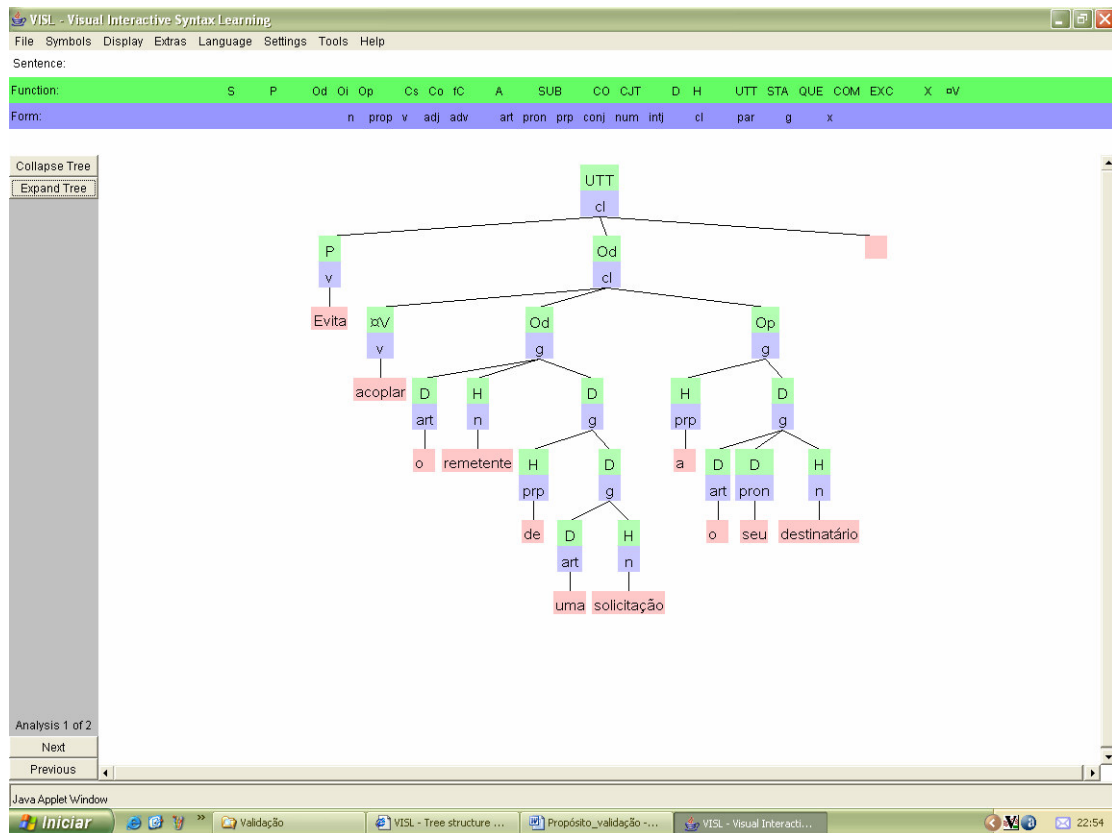 VISL - Visual Interactive Syntax Learning
File Symbols Display Extras Language Settings Tools Help
Sentence:
Function: S P Od Oi Op Cs Co fC A SUB CO CJT D H UTT STA QUE COM EXC X ¤V
Form: n prop v adj adv art pron prp conj num intj cl par g x
Collapse Tree
Expand Tree
UTT
cl
P Od
v cl
Evita ¤V Od Op
v g g
acoplar D H D H D
art n g prp g
o remetente H D a D D H
prp g art pron n
de D H o seu destinatário
art n
uma solicitação
Analysis 1 of 2
Next
Previous
Java Applet Window
Iniciar » Validação VISL - Tree structure ... Propósito_validação -... VISL - Visual Interacti... 22:54